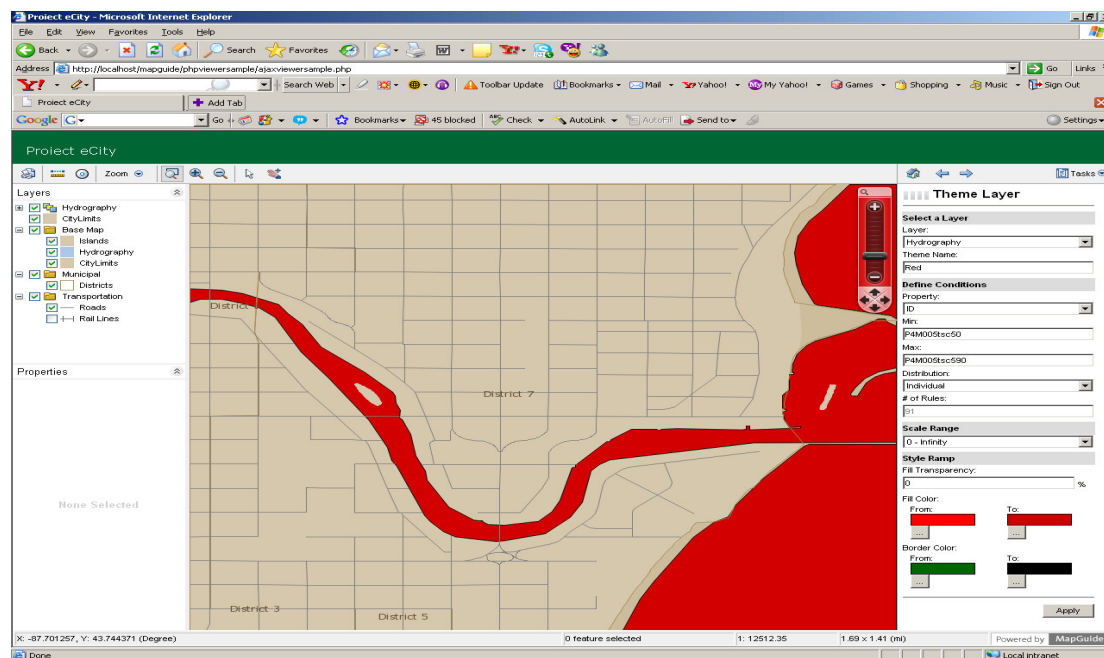 Project eCity - Microsoft Internet Explorer
File Edit View Favorites Tools Help
Back Search Favorites
Address http://localhost/mapguide/phpviewersample/ajaxviewersample.php Go Links
Y! Search Web Toolbar Update Bookmarks Mail Yahoo! My Yahoo! Games Shopping Music Sign Out
Project eCity Add Tab
Google G Go Bookmarks 45 blocked Check AutoLink AutoFill Send to Settings
Project eCity
Zoom Tasks
Layers
Hydrography
CityLimits
Base Map
Islands
Hydrography
CityLimits
Municipal
Districts
Transportation
Roads
Rail Lines
Properties
None Selected
District
District 7
District 3
District 5
Theme Layer
Select a Layer
Layer:
Hydrography
Theme Name:
Red
Define Conditions
Property:
ID
Min:
P4M005tsc50
Max:
P4M005tsc590
Distribution:
Individual
# of Rules:
91
Scale Range
0 - Infinity
Style Ramp
Fill Transparency:
0 %
Fill Color:
From: To:
... ...
Border Color:
From: To:
... ...
Apply
X: -87.701257, Y: 43.744371 (Degree) 0 feature selected 1: 12512.35 1.69 x 1.41 (mi) Powered by MapGuide
Done Local intranet